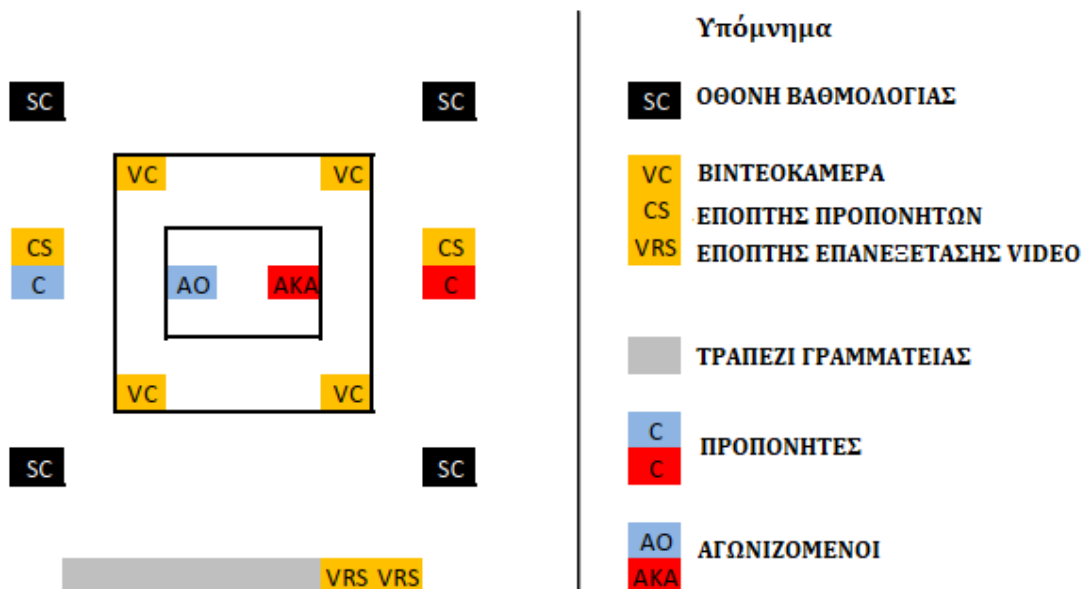 Υπόμνημα
SC SC SC ΟΘΟΝΗ ΒΑΘΜΟΛΟΓΙΑΣ
VC VC VC ΒΙΝΤΕΟΚΑΜΕΡΑ
CS ΕΠΟΠΤΗΣ ΠΡΟΠΟΝΗΤΩΝ
CS CS VRS ΕΠΟΠΤΗΣ ΕΠΑΝΕΞΕΤΑΣΗΣ VIDEO
C AO AKA C
ΤΡΑΠΕΖΙ ΓΡΑΜΜΑΤΕΙΑΣ
VC VC
C
ΠΡΟΠΟΝΗΤΕΣ
SC SC C
AO
ΑΓΩΝΙΖΟΜΕΝΟΙ
VRS VRS AKA